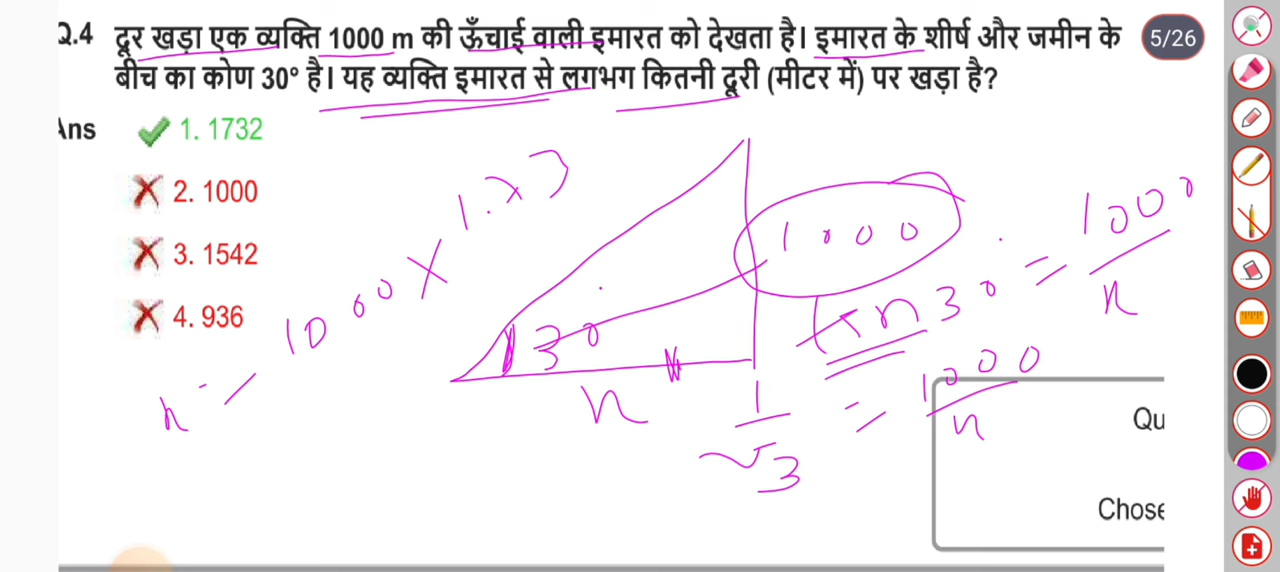 Q.4 दूर खड़ा एक व्यक्ति 1000 m की ऊँचाई वाली इमारत को देखता है। इमारत के शीर्ष और जमीन के
बीच का कोण 30° है। यह व्यक्ति इमारत से लगभग कितनी दूरी (मीटर में) पर खड़ा है?
5/26
Ans
1. 1732
2. 1000
3. 1542
4. 936
1000
30
n
tan 30 = 1000/n
1/√3 = 1000/n
n = 1000 × 1.73
Qu
Chose